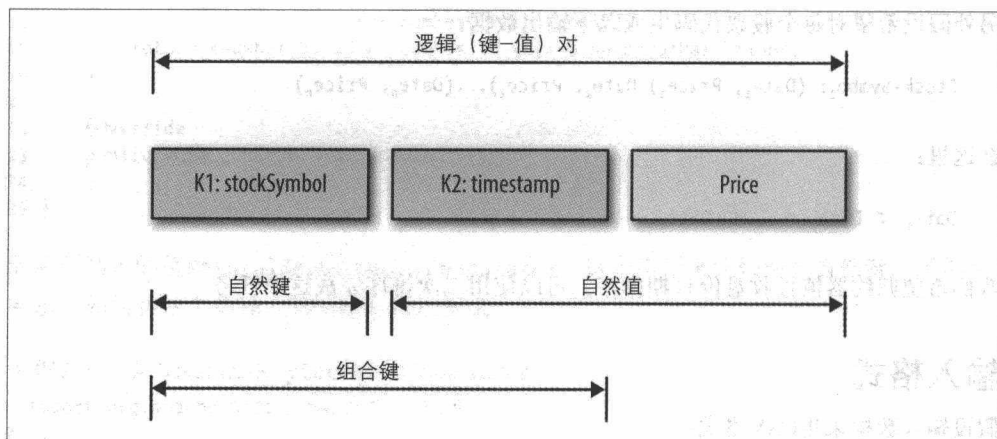 逻辑（键-值）对
K1: stockSymbol
K2: timestamp
Price
自然键
自然值
组合键